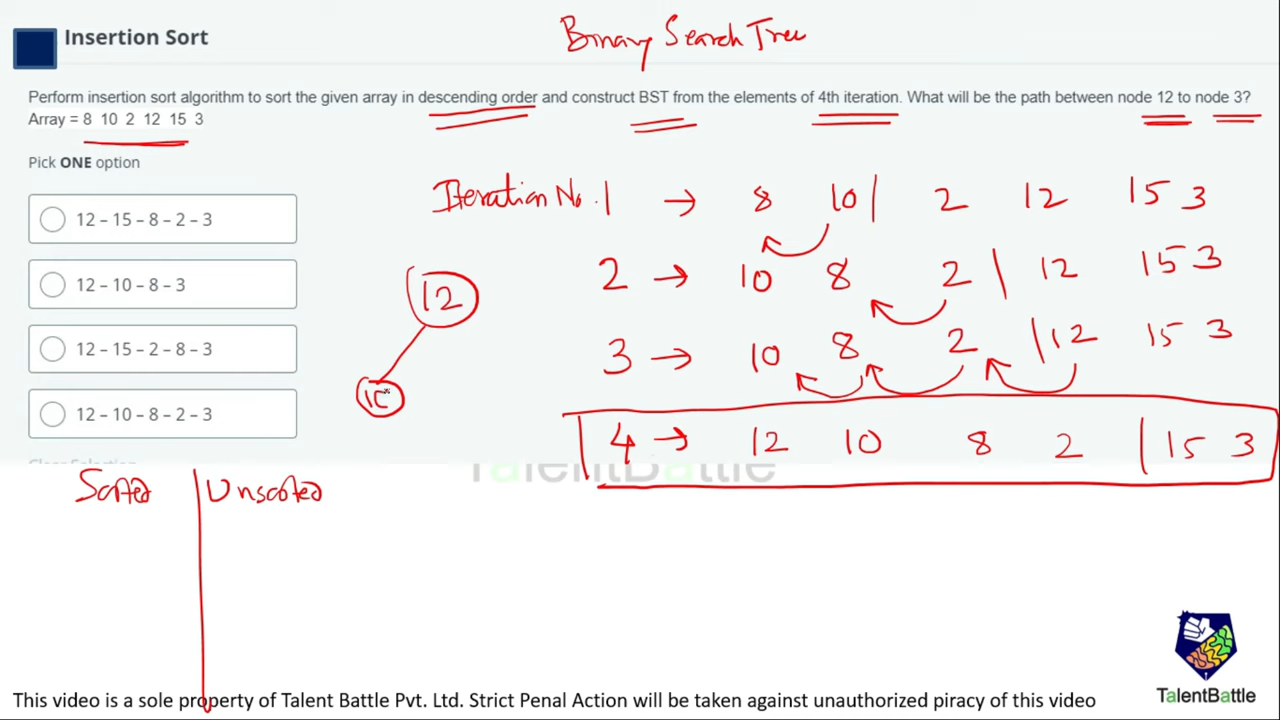 Binary Search Tree
Insertion Sort
Perform insertion sort algorithm to sort the given array in descending order and construct BST from the elements of 4th iteration. What will be the path between node 12 to node 3?
Array = 8 10 2 12 15 3
Pick ONE option
12 – 15 – 8 – 2 – 3
12 – 10 – 8 – 3
12 – 15 – 2 – 8 – 3
12 – 10 – 8 – 2 – 3
Clear Selection
Iteration No. 1 → 8 10 | 2 12 15 3
2 → 10 8 2 | 12 15 3
3 → 10 8 2 | 12 15 3
4 → 12 10 8 2 | 15 3
12
Sorted | Unsorted
TalentBattle
TalentBattle
This video is a sole property of Talent Battle Pvt. Ltd. Strict Penal Action will be taken against unauthorized piracy of this video